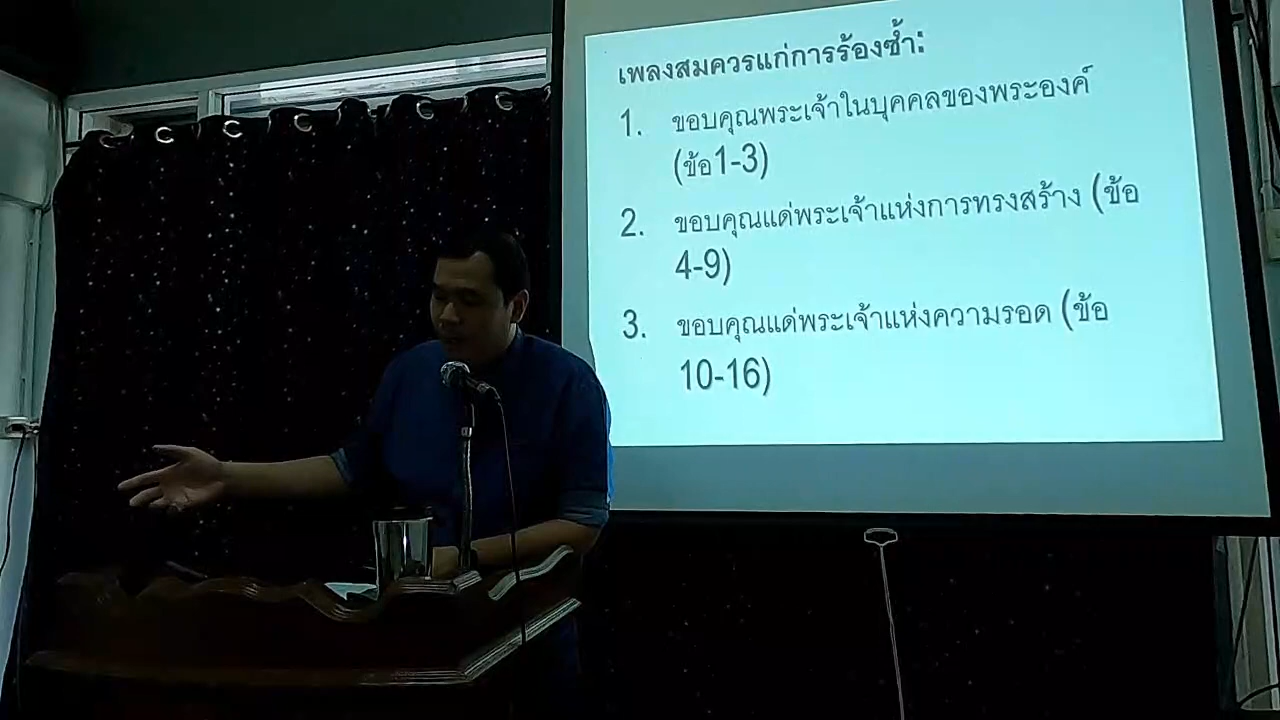 เพลงสมควรแก่การร้องซ้ำ:
1. ขอบคุณพระเจ้าในบุคคลของพระองค์
(ข้อ1-3)
2. ขอบคุณแด่พระเจ้าแห่งการทรงสร้าง (ข้อ
4-9)
3. ขอบคุณแด่พระเจ้าแห่งความรอด (ข้อ
10-16)